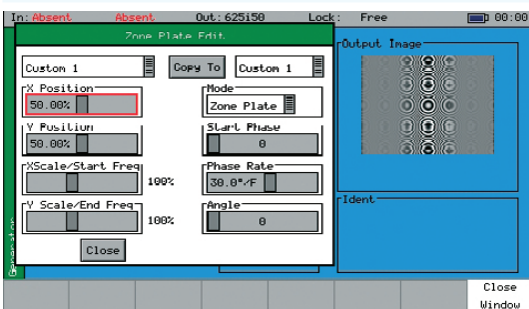 In: Absent Absent Out: 625i50 Lock: Free 00:00
Zone Plate Edit.
Custom 1 Copy To Custom 1
X Position
50.00%
Mode
Zone Plate
Y Position
50.00%
Start Phase
0
XScale/Start Freq
100%
Phase Rate
30.0°/F
Y Scale/End Freq
100%
Angle
0
Close
Output Image
Ident
Generator
Close
Window